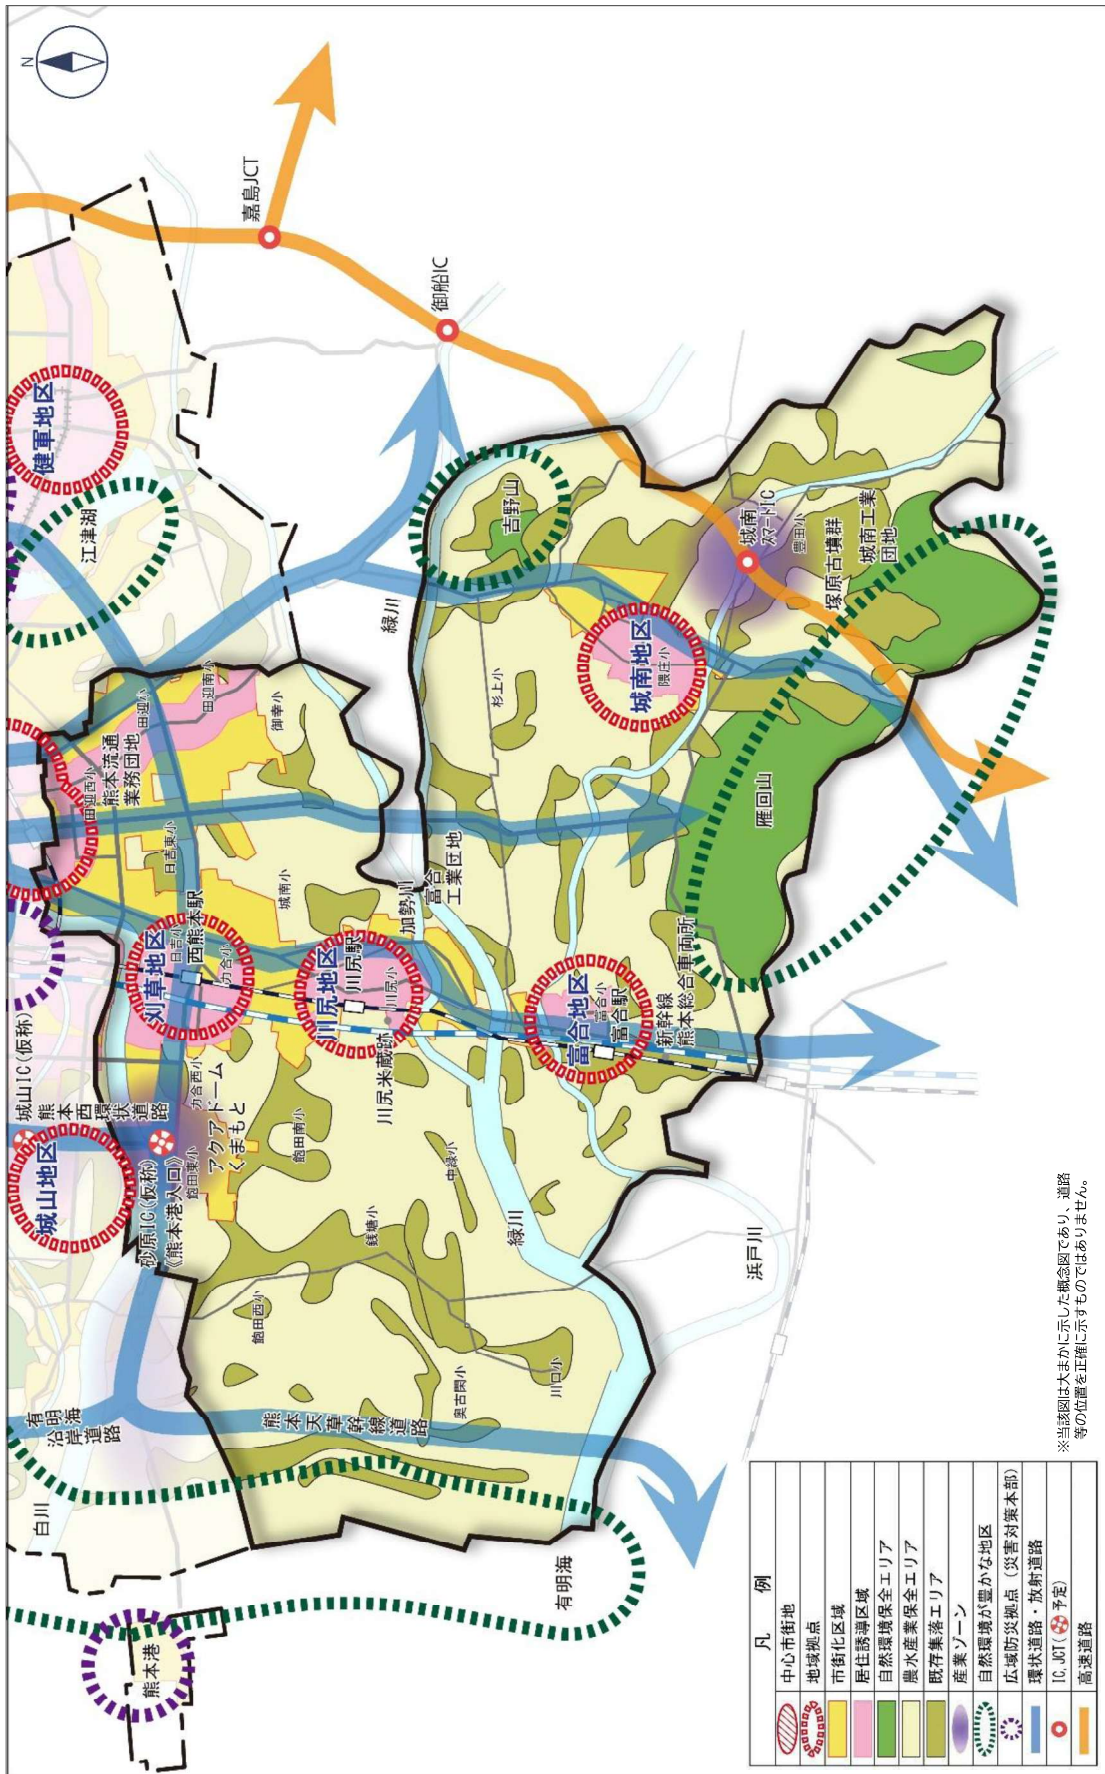 N
嘉島JCT
御船IC
健軍地区
江津湖
緑川
吉野山
城南
スマートIC
豊田小
塚原古墳群
城南工業
団地
城南地区
隈庄小
杉上小
雁回山
田迎小
田迎南小
御幸小
田迎西小
熊本流通
業務団地
日吉東小
城南小
富合
工業団地
加勢川
刈草地区
日吉小
西熊本駅
力合小
川尻地区
川尻駅
川尻小
川尻米蔵跡
富合地区
富合小
富合駅
新幹線
熊本総合車両所
城山IC(仮称)
熊本西環状道路
城山地区
砂原IC(仮称)
《熊本港入口》
力合西小
飽田東小
アクアドーム
くまもと
飽田南小
中緑小
銭塘小
緑川
浜戸川
飽田西小
奥古閑小
川口小
熊本天草幹線道路
有明海
沿岸道路
白川
有明海
熊本港
凡 例
中心市街地
地域拠点
市街化区域
居住誘導区域
自然環境保全エリア
農水産業保全エリア
既存集落エリア
産業ゾーン
自然環境が豊かな地区
広域防災拠点（災害対策本部）
環状道路・放射道路
IC,JCT( 予定)
高速道路
※当該図は大まかに示した概念図であり、道路
等の位置を正確に示すものではありません。